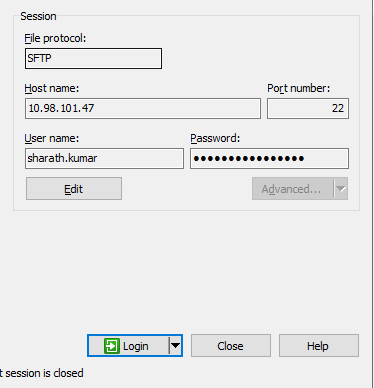 Session
File protocol:
SFTP
Host name: Port number:
10.98.101.47 22
User name: Password:
sharath.kumar ●●●●●●●●●●●●●●●●
Edit Advanced...
Login Close Help
t session is closed